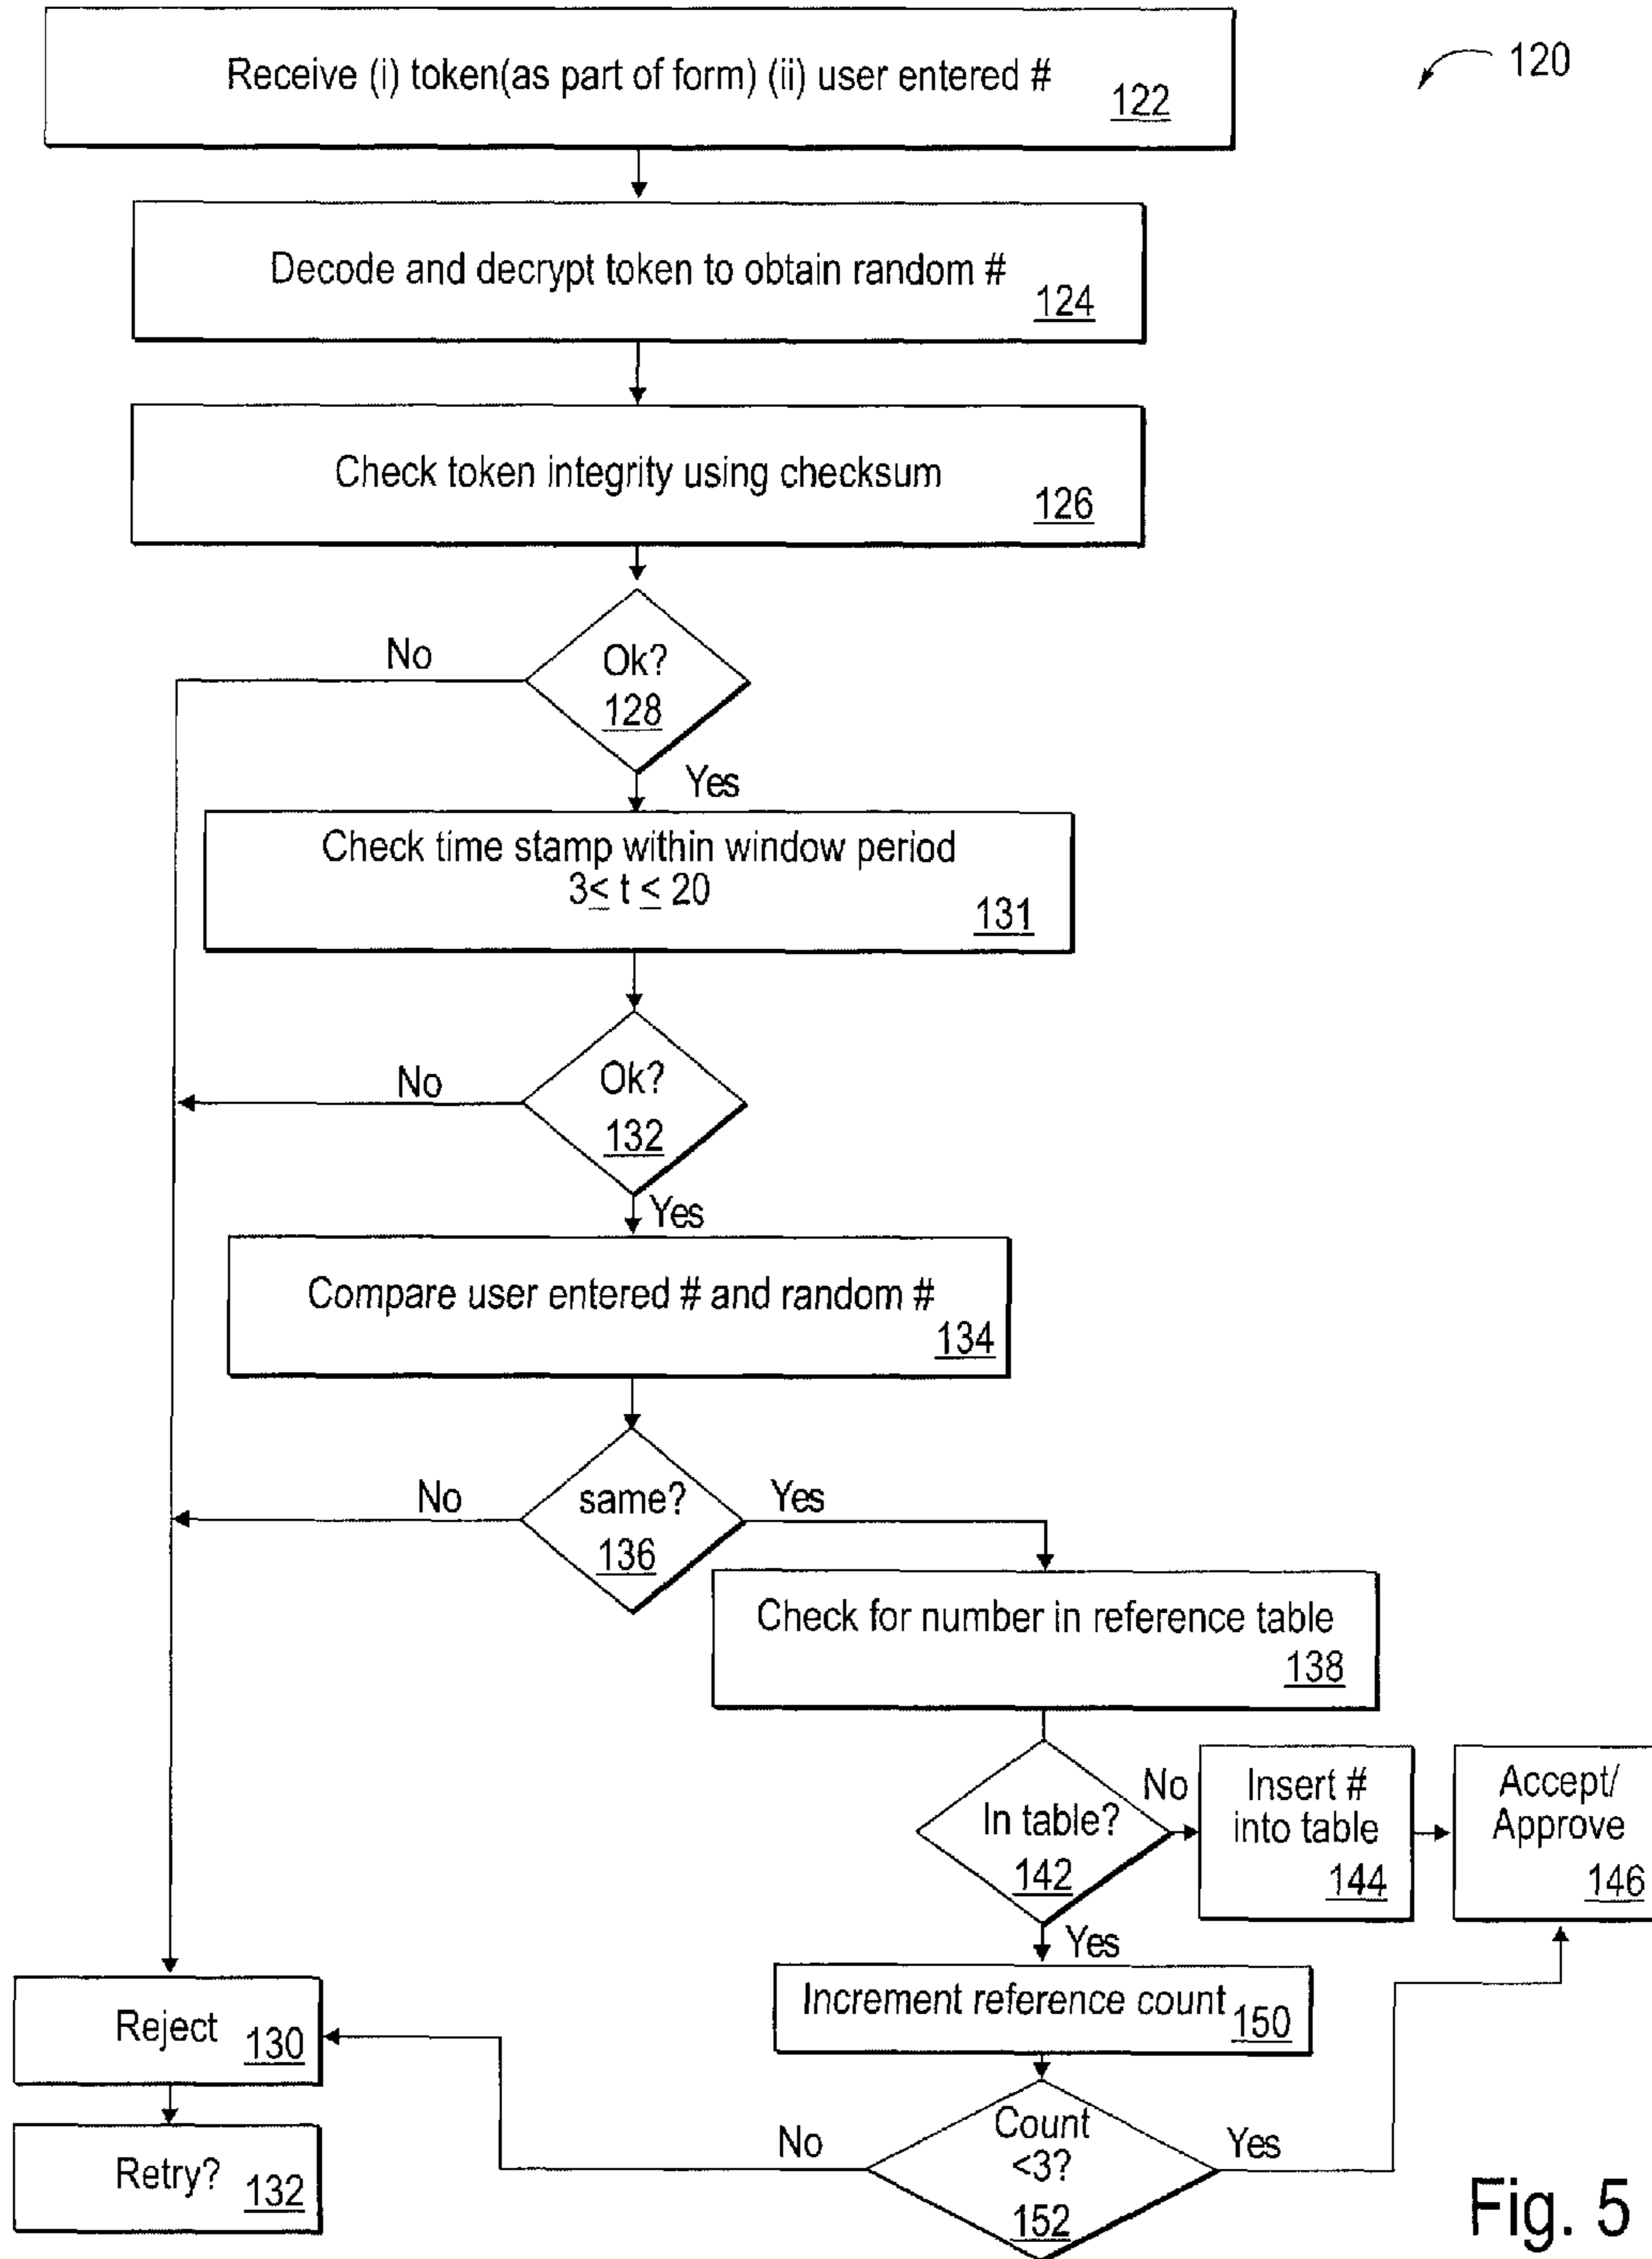 120
Receive (i) token(as part of form) (ii) user entered #
122
Decode and decrypt token to obtain random #
124
Check token integrity using checksum
126
No
Ok?
128
Yes
Check time stamp within window period
3≤ t ≤ 20
131
No
Ok?
132
Yes
Compare user entered # and random #
134
No
same?
136
Yes
Check for number in reference table
138
In table?
142
No
Insert #
into table
144
Accept/
Approve
146
Yes
Increment reference count
150
Reject
130
Retry?
132
No
Count
<3?
152
Yes
Fig. 5